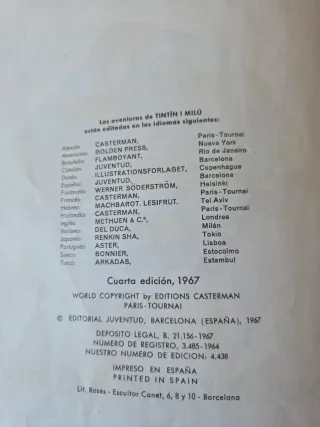 Las aventuras de TINTÍN I MILÚ
están editadas en los idiomas siguientes:
Alemán: CASTERMAN, Paris-Tournai
Americano: GOLDEN PRESS, Nueva York
Brasileño: FLAMBOYANT, Rio de Janeiro
Catalán: JUVENTUD, Barcelona
Danés: ILLUSTRATIONSFORLAGET, Copenhague
Español: JUVENTUD, Barcelona
Finlandés: WERNER SÖDERSTRÖM, Helsinki
Francés: CASTERMAN, Paris-Tournai
Hebreo: MACHBAROT. LESIFRUT, Tel Aviv
Holandés: CASTERMAN, Paris-Tournai
Inglés: METHUEN & C.º, Londres
Italiano: DEL DUCA, Milán
Japonés: RENKIN SHA, Tokio
Portugués: ASTER, Lisboa
Sueco: BONNIER, Estocolmo
Turco: ARKADAS, Estambul
Cuarta edición, 1967
WORLD COPYRIGHT by EDITIONS CASTERMAN
PARIS-TOURNAI
© EDITORIAL JUVENTUD, BARCELONA (ESPAÑA), 1967
DEPOSITO LEGAL, B. 21.156-1967
NUMERO DE REGISTRO, 3.485-1964
NUESTRO NUMERO DE EDICION: 4.438
IMPRESO EN ESPAÑA
PRINTED IN SPAIN
Lit. Rosés - Escultor Canet, 6, 8 y 10 - Barcelona